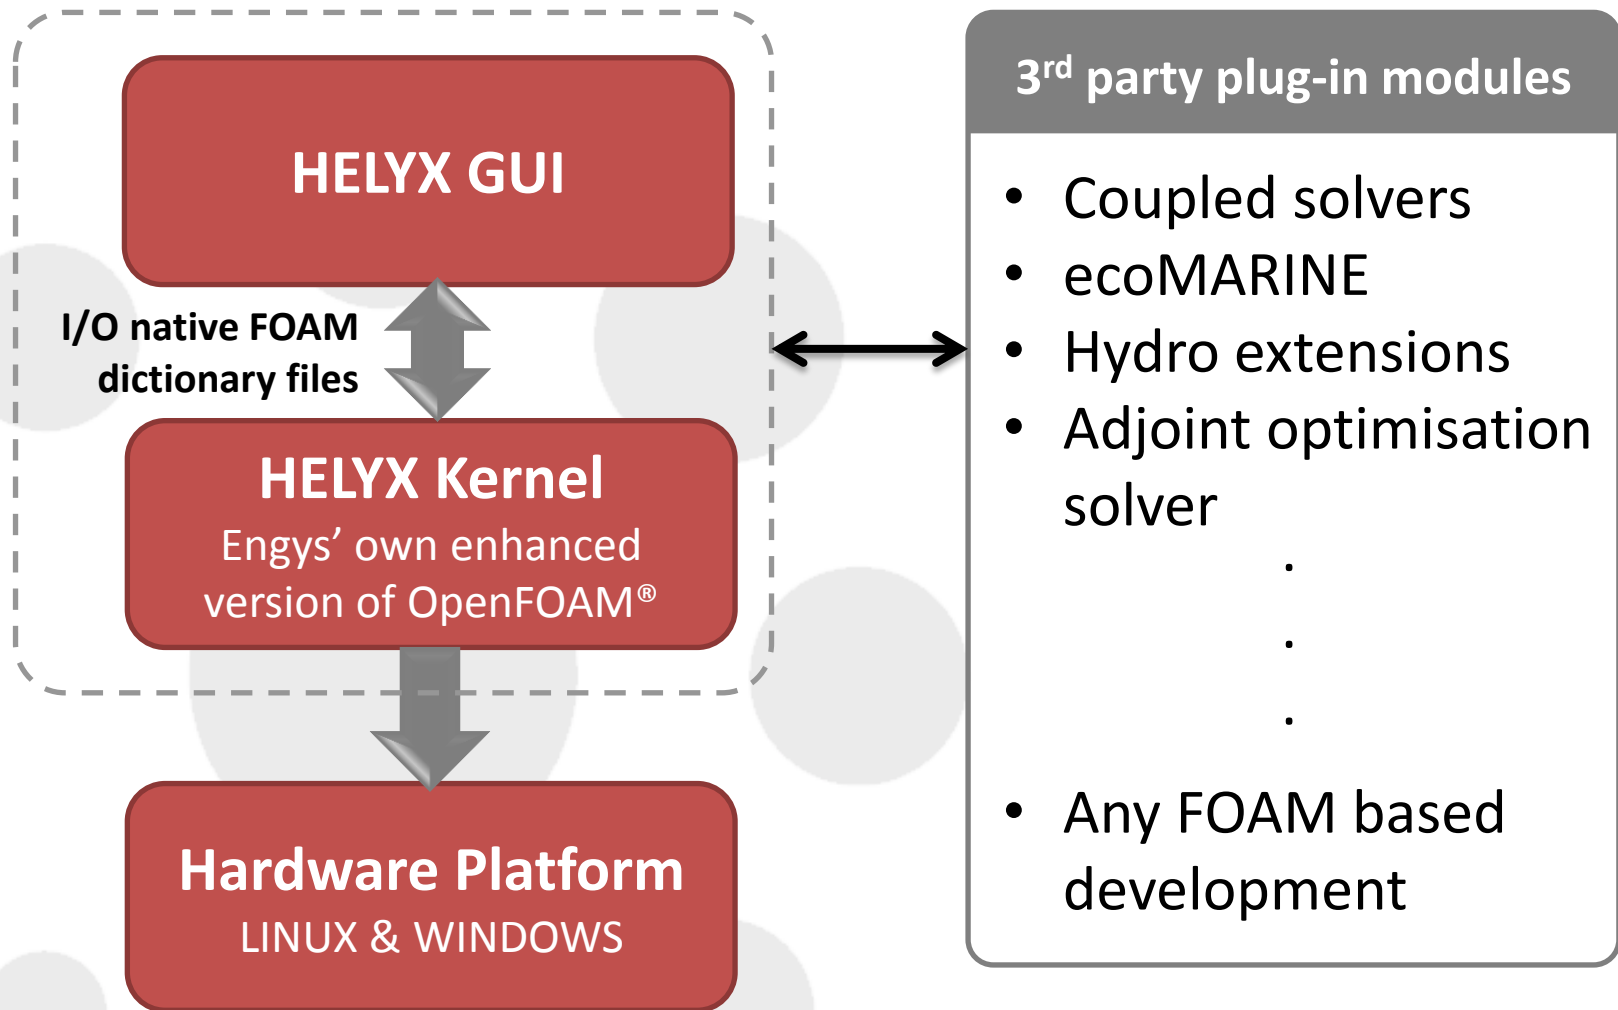 HELYX GUI
I/O native FOAM
dictionary files
HELYX Kernel
Engys’ own enhanced
version of OpenFOAM®
Hardware Platform
LINUX & WINDOWS
3rd party plug-in modules
• Coupled solvers
• ecoMARINE
• Hydro extensions
• Adjoint optimisation
solver
.
.
.
• Any FOAM based
development